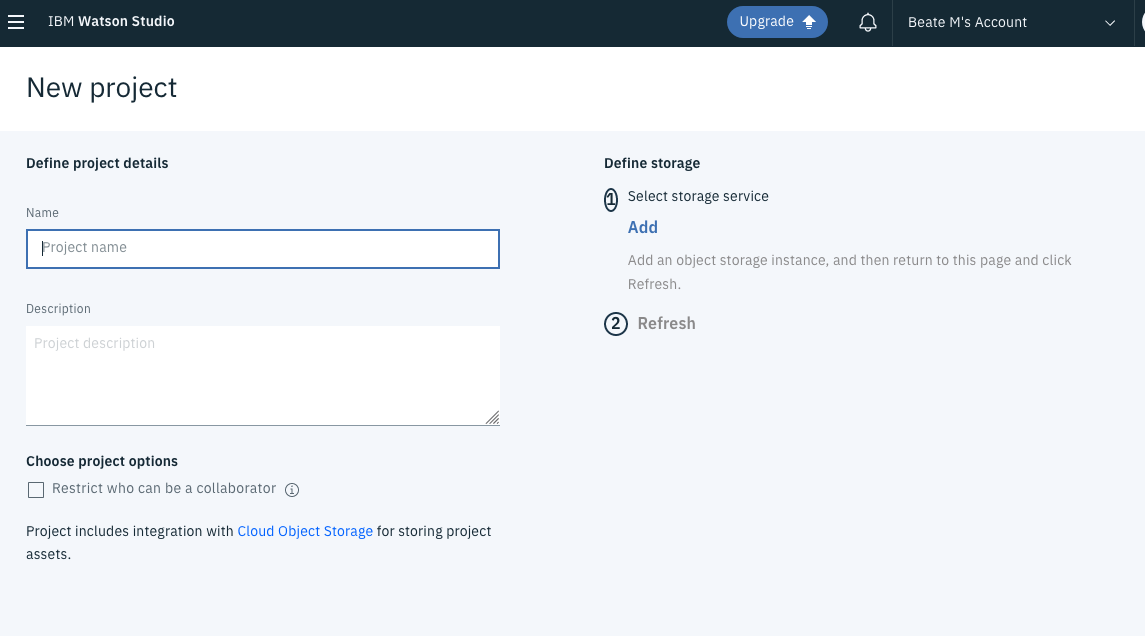 IBM Watson Studio
Upgrade
Beate M's Account
New project
Define project details
Name
Project name
Description
Project description
Choose project options
Restrict who can be a collaborator
Project includes integration with Cloud Object Storage for storing project
assets.
Define storage
1 Select storage service
Add
Add an object storage instance, and then return to this page and click
Refresh.
2 Refresh